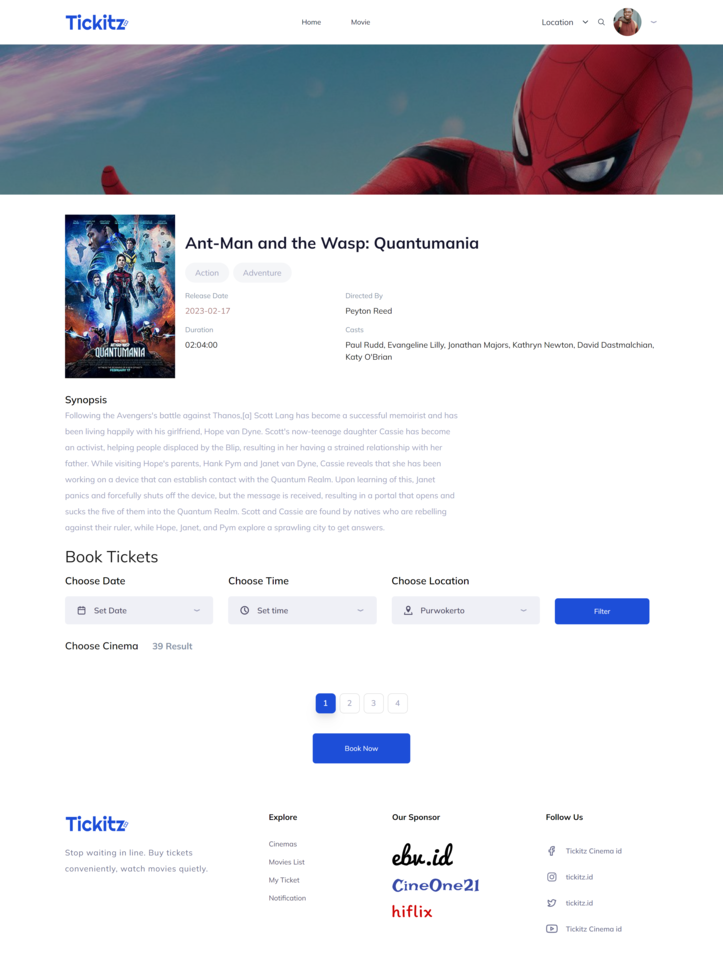 Tickitz
Home
Movie
Location
Ant-Man and the Wasp: Quantumania
Action
Adventure
Release Date
Directed By
2023-02-17
Peyton Reed
Duration
Casts
02:04:00
Paul Rudd, Evangeline Lilly, Jonathan Majors, Kathryn Newton, David Dastmalchian,
Katy O'Brian
QUANTUMANIA
Synopsis
Following the Avengers's battle against Thanos,[a] Scott Lang has become a successful memoirist and has
been living happily with his girlfriend, Hope van Dyne. Scott's now-teenage daughter Cassie has become
an activist, helping people displaced by the Blip, resulting in her having a strained relationship with her
father. While visiting Hope's parents, Hank Pym and Janet van Dyne, Cassie reveals that she has been
working on a device that can establish contact with the Quantum Realm. Upon learning of this, Janet
panics and forcefully shuts off the device, but the message is received, resulting in a portal that opens and
sucks the five of them into the Quantum Realm. Scott and Cassie are found by natives who are rebelling
against their ruler, while Hope, Janet, and Pym explore a sprawling city to get answers.
Book Tickets
Choose Date
Choose Time
Choose Location
Set Date
Set time
Purwokerto
Filter
Choose Cinema
39 Result
1
2
3
4
Book Now
Tickitz
Stop waiting in line. Buy tickets
conveniently, watch movies quietly.
Explore
Cinemas
Movies List
My Ticket
Notification
Our Sponsor
ebv.id
CineOne21
hiflix
Follow Us
Tickitz Cinema id
tickitz.id
tickitz.id
Tickitz Cinema id